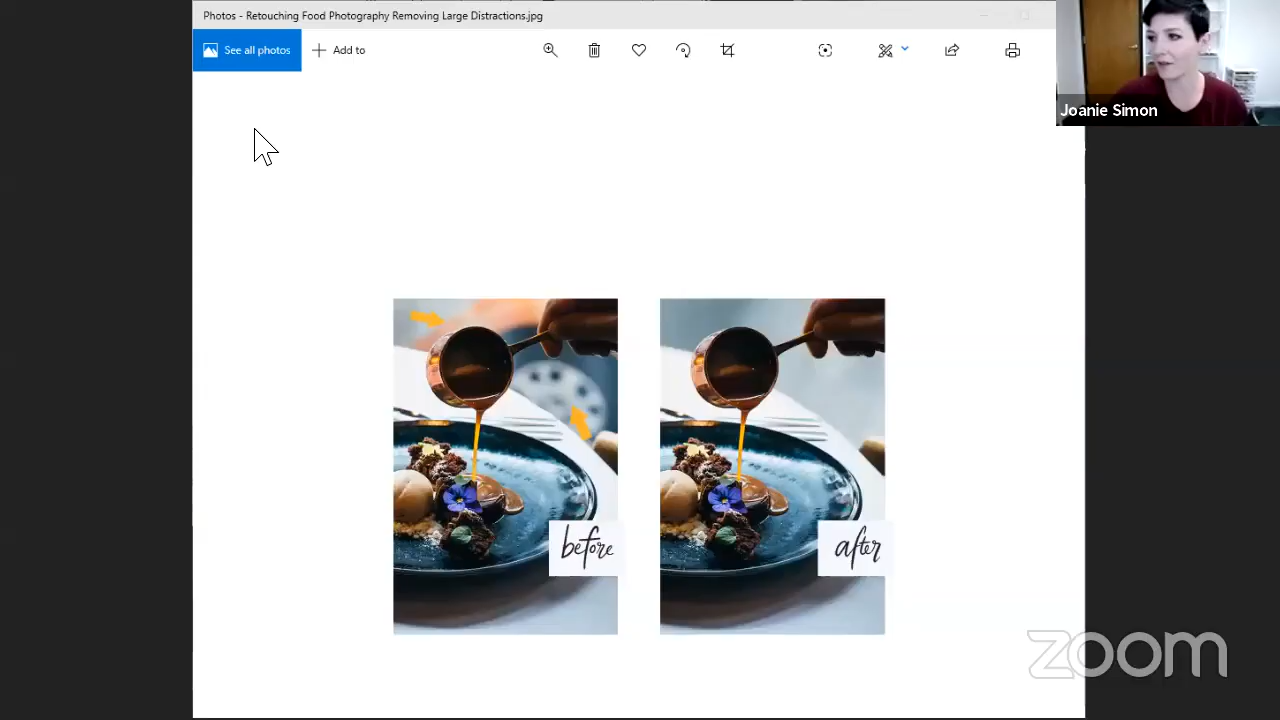 Photos - Retouching Food Photography Removing Large Distractions.jpg
See all photos
Add to
Joanie Simon
before
after
zoom